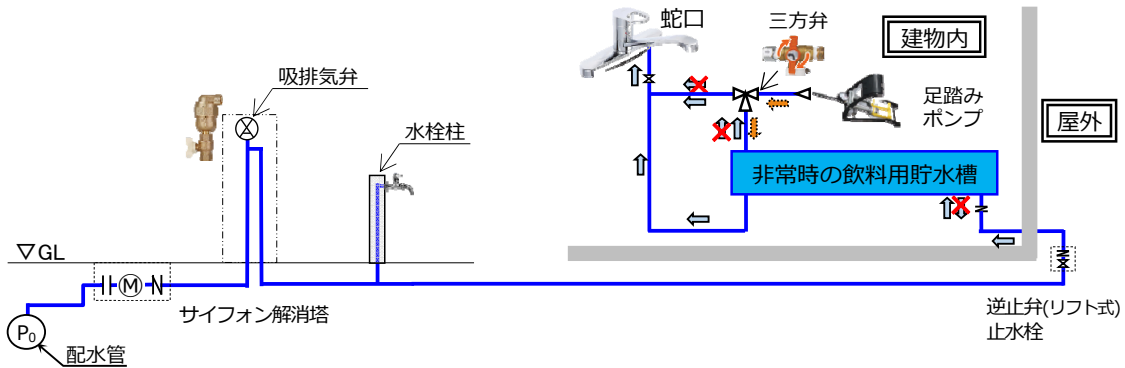 蛇口
三方弁
建物内
吸排気弁
足踏み
ポンプ
屋外
水栓柱
非常時の飲料用貯水槽
▽GL
M
サイフォン解消塔
逆止弁(リフト式)
止水栓
P₀
配水管